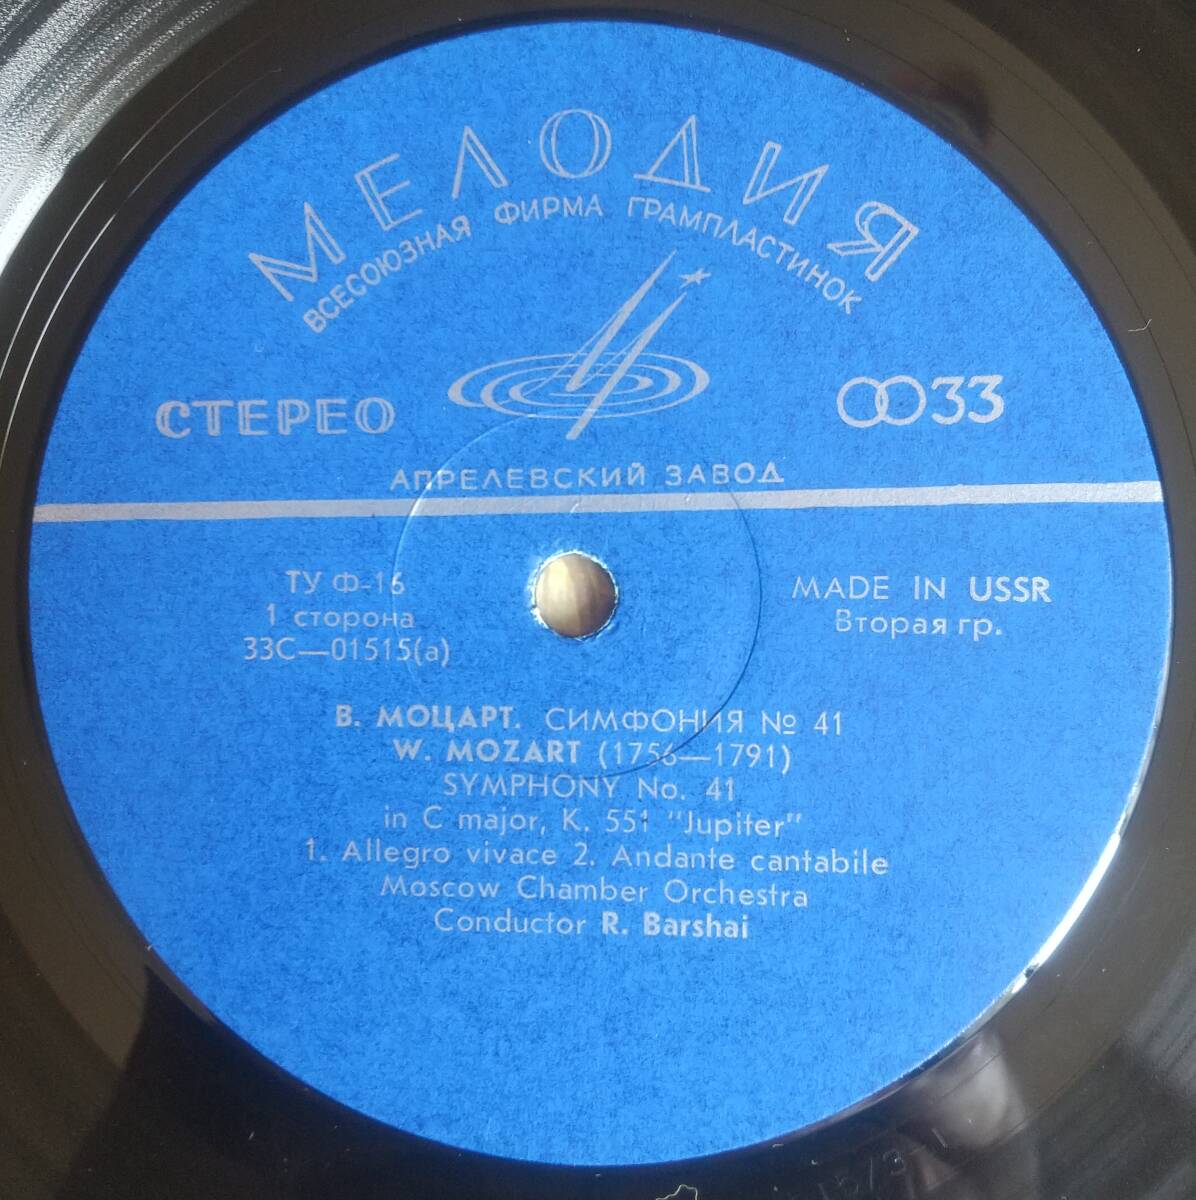 МЕЛОДИЯ
ВСЕСОЮЗНАЯ ФИРМА ГРАМПЛАСТИНОК
СТЕРЕО
33
АПРЕЛЕВСКИЙ ЗАВОД
ТУ Ф-16
1 сторона
33С—01515(а)
MADE IN USSR
Вторая гр.
В. МОЦАРТ. СИМФОНИЯ № 41
W. MOZART (1756—1791)
SYMPHONY No. 41
in C major, K. 551 "Jupiter"
1. Allegro vivace 2. Andante cantabile
Moscow Chamber Orchestra
Conductor R. Barshai